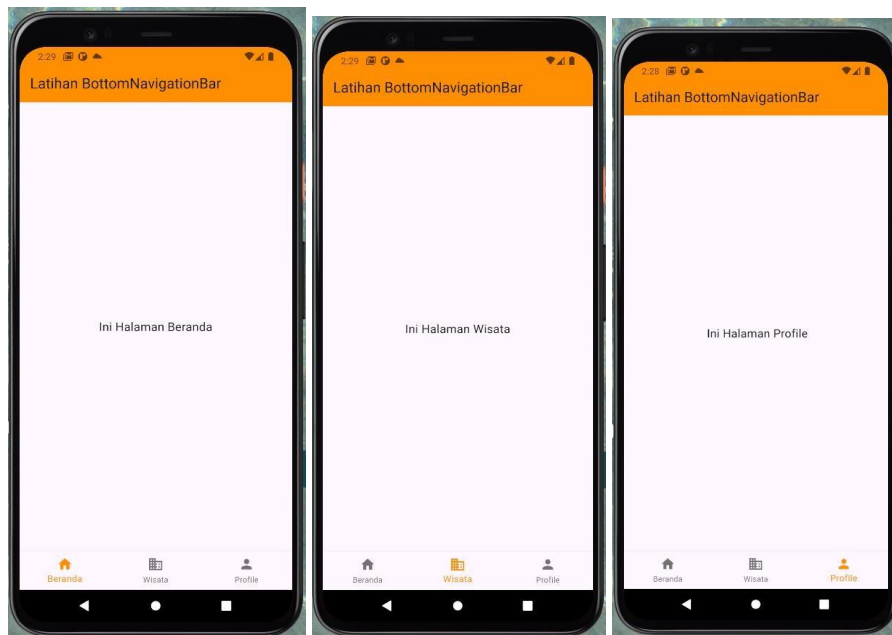 2:29
Latihan BottomNavigationBar
Ini Halaman Beranda
Beranda
Wisata
Profile
2:29
Latihan BottomNavigationBar
Ini Halaman Wisata
Beranda
Wisata
Profile
2:28
Latihan BottomNavigationBar
Ini Halaman Profile
Beranda
Wisata
Profile